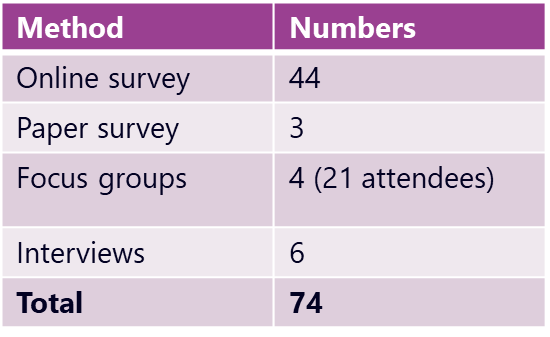 Method Numbers
Online survey 44
Paper survey 3
Focus groups 4 (21 attendees)
Interviews 6
Total 74